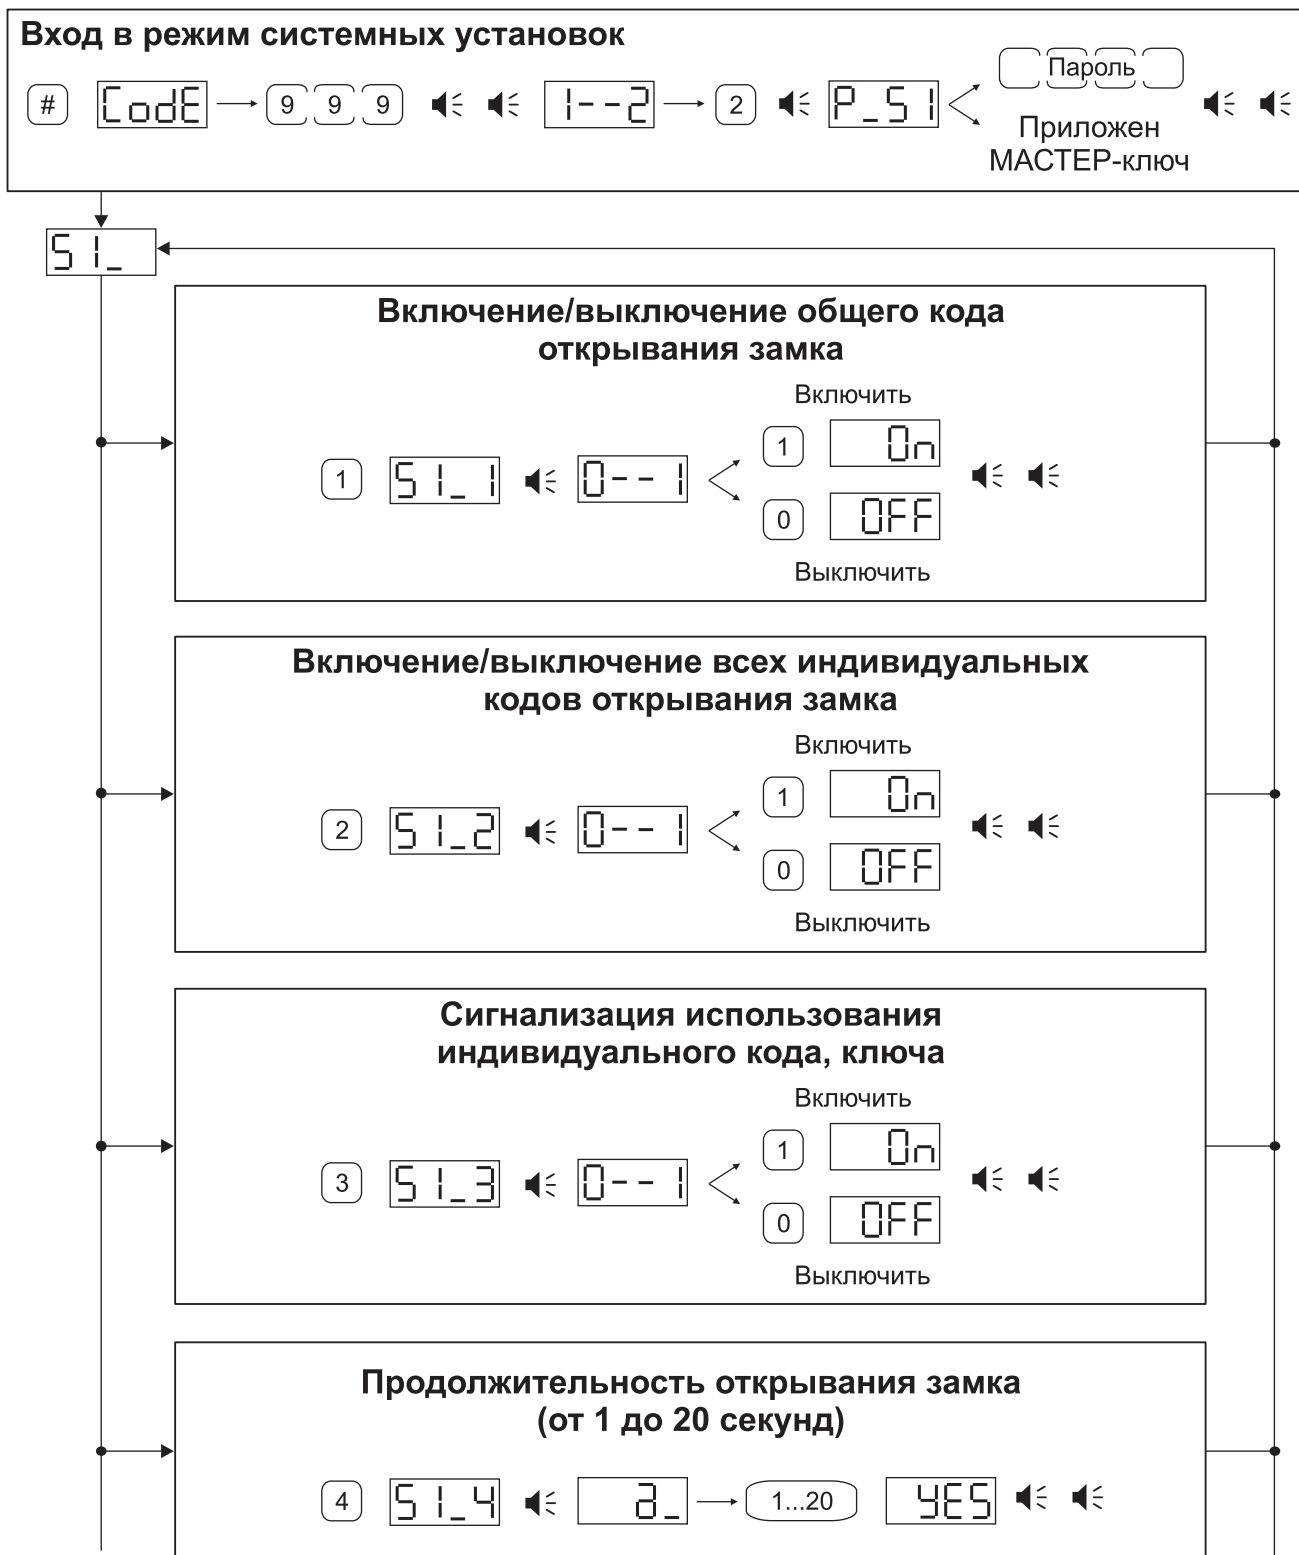 Вход в режим системных установок
Пароль
# CodE 9 9 9 1--2 2 P_S1
Приложен
МАСТЕР-ключ
S1_
Включение/выключение общего кода
открывания замка
Включить
1 On
1 S1_1 0--1
0 OFF
Выключить
Включение/выключение всех индивидуальных
кодов открывания замка
Включить
1 On
2 S1_2 0--1
0 OFF
Выключить
Сигнализация использования
индивидуального кода, ключа
Включить
1 On
3 S1_3 0--1
0 OFF
Выключить
Продолжительность открывания замка
(от 1 до 20 секунд)
4 S1_4 _ 1...20 YES